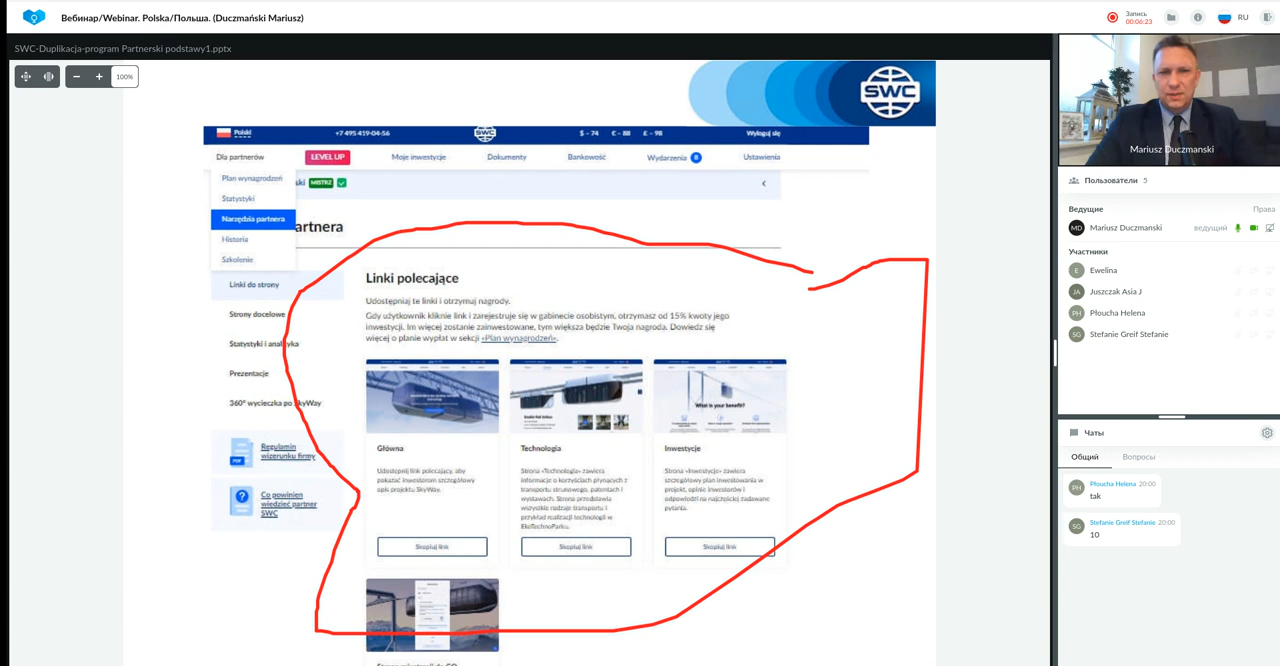 Вебинар/Webinar. Polska/Польша. (Duczmański Mariusz)
Запись
00:06:23
RU
SWC-Duplikacja-program Partnerski podstawy1.pptx
100%
SWC
Polski
+7 495 419-04-56
SWC
$ - 74 € - 88 £ - 98
Wyloguj się
Dla partnerów
LEVEL UP
Moje inwestycje
Dokumenty
Bankowość
Wydarzenia 8
Ustawienia
Plan wynagrodzeń
Statystyki
Narzędzia partnera
Historia
Szkolenie
ski MISTRZ
artnera
Linki do strony
Strony docelowe
Statystyki i analityka
Prezentacje
360° wycieczka po SkyWay
PDF
Regulamin
wizerunku firmy
Co powinien
wiedzieć partner
SWC
Linki polecające
Udostępniaj te linki i otrzymuj nagrody.
Gdy użytkownik kliknie link i zarejestruje się w gabinecie osobistym, otrzymasz od 15% kwoty jego
inwestycji. Im więcej zostanie zainwestowane, tym większa będzie Twoja nagroda. Dowiedz się
więcej o planie wypłat w sekcji «Plan wynagrodzeń».
Główna
Udostępnij link polecający, aby
pokazać inwestorom szczegółowy
opis projektu SkyWay.
Skopiuj link
Technologia
Strona «Technologia» zawiera
informacje o korzyściach płynących z
transportu strunowego, patentach i
wystawach. Strona przedstawia
wszystkie rodzaje transportu i
przykład realizacji technologii w
EkoTechnoParku.
Skopiuj link
What is your benefit?
Inwestycje
Strona «Inwestycje» zawiera
szczegółowy plan inwestowania w
projekt, opinie inwestorów i
odpowiedzi na najczęściej zadawane
pytania.
Skopiuj link
Mariusz Duczmanski
Пользователи 5
Ведущие
Права
MD Mariusz Duczmanski ведущий
Участники
E Ewelina
JA Juszczak Asia J
PH Płoucha Helena
SG Stefanie Greif Stefanie
Чаты
Общий
Вопросы
PH Płoucha Helena 20:00
tak
SG Stefanie Greif Stefanie 20:00
10